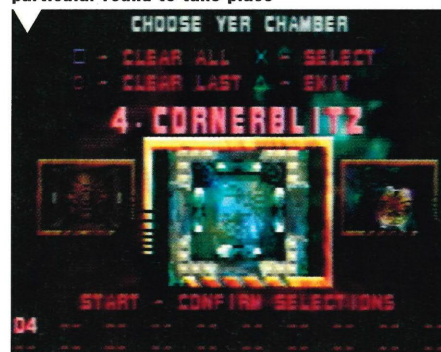 particular round to take place
CHOOSE YER CHAMBER
□ - CLEAR ALL × - SELECT
○ - CLEAR LAST △ - EXIT
4. CORNERBLITZ
START - CONFIRM SELECTIONS
04